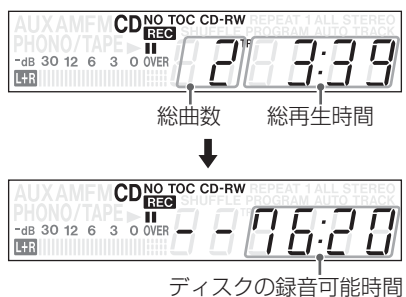 AUX AM FM CD NO TOC CD-RW REPEAT 1 ALL STEREO
REC SHUFFLE PROGRAM AUTO TRACK
PHONO/TAPE
TR
-dB 30 12 6 3 0 OVER
L+R
2 3:39
総曲数 総再生時間
AUX AM FM CD NO TOC CD-RW REPEAT 1 ALL STEREO
REC SHUFFLE PROGRAM AUTO TRACK
PHONO/TAPE
TR
-dB 30 12 6 3 0 OVER
L+R
- - 76:20
ディスクの録音可能時間